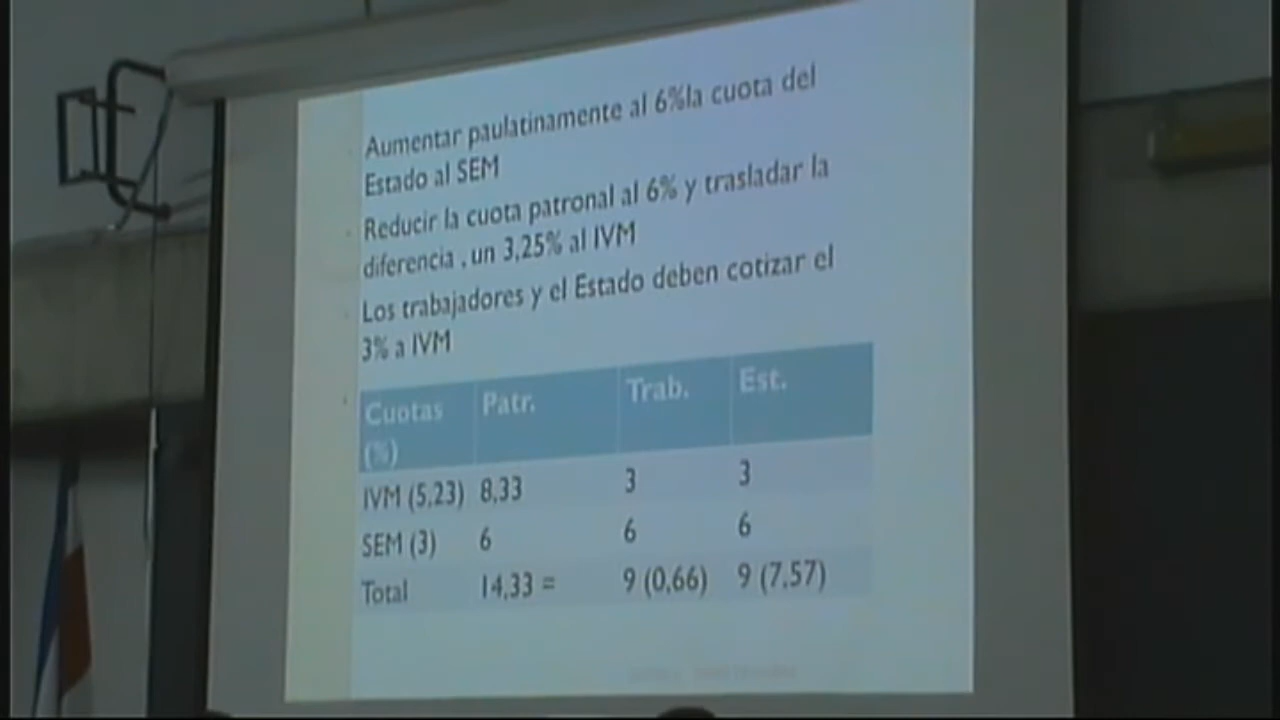 Aumentar paulatinamente al 6%la cuota del
Estado al SEM
Reducir la cuota patronal al 6% y trasladar la
diferencia , un 3,25% al IVM
Los trabajadores y el Estado deben cotizar el
3% a IVM
Cuotas (%) Patr. Trab. Est.
IVM (5,23) 8,33 3 3
SEM (3) 6 6 6
Total 14,33 = 9 (0,66) 9 (7,57)